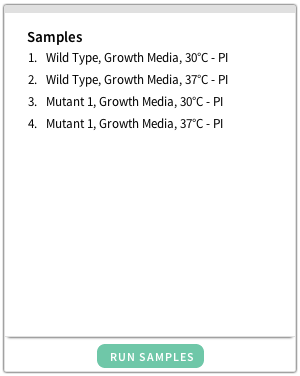 Samples
1. Wild Type, Growth Media, 30°C - PI
2. Wild Type, Growth Media, 37°C - PI
3. Mutant 1, Growth Media, 30°C - PI
4. Mutant 1, Growth Media, 37°C - PI
RUN SAMPLES